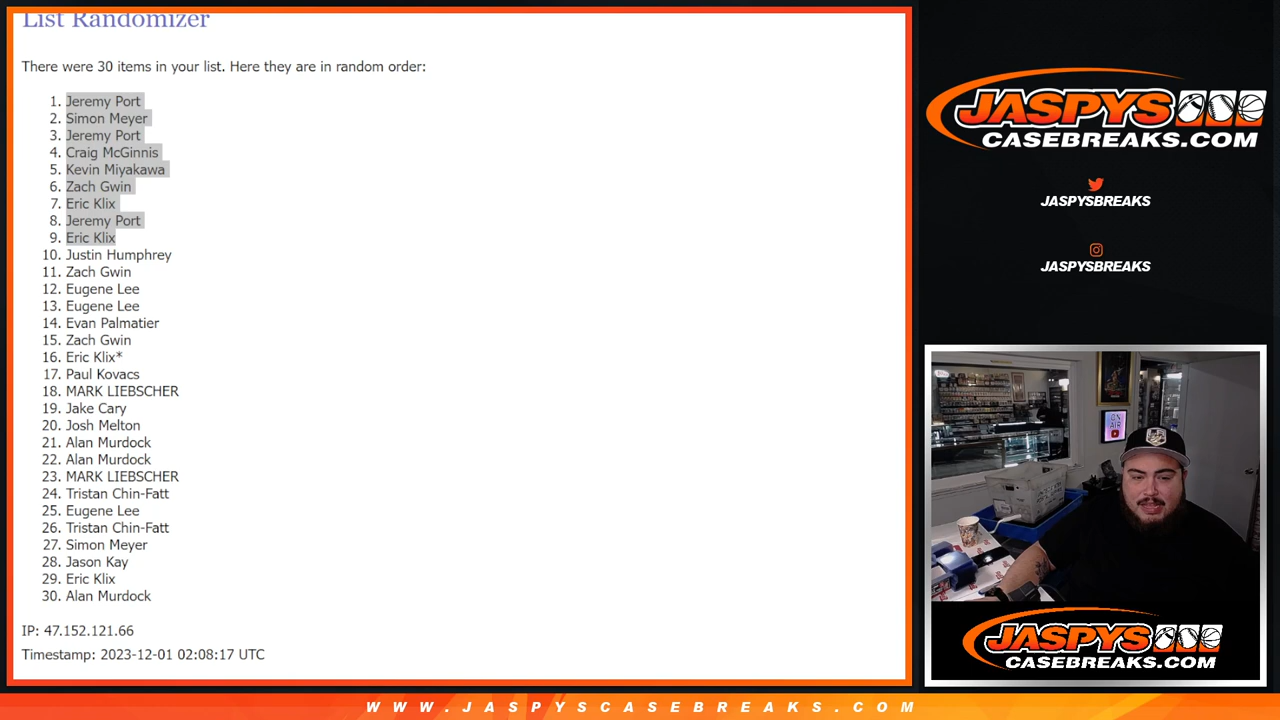 List Randomizer
There were 30 items in your list. Here they are in random order:
1. Jeremy Port
2. Simon Meyer
3. Jeremy Port
4. Craig McGinnis
5. Kevin Miyakawa
6. Zach Gwin
7. Eric Klix
8. Jeremy Port
9. Eric Klix
10. Justin Humphrey
11. Zach Gwin
12. Eugene Lee
13. Eugene Lee
14. Evan Palmatier
15. Zach Gwin
16. Eric Klix*
17. Paul Kovacs
18. MARK LIEBSCHER
19. Jake Cary
20. Josh Melton
21. Alan Murdock
22. Alan Murdock
23. MARK LIEBSCHER
24. Tristan Chin-Fatt
25. Eugene Lee
26. Tristan Chin-Fatt
27. Simon Meyer
28. Jason Kay
29. Eric Klix
30. Alan Murdock
IP: 47.152.121.66
Timestamp: 2023-12-01 02:08:17 UTC
JASPYS
CASEBREAKS.COM
JASPYSBREAKS
JASPYSBREAKS
ON
AIR
JASPYS
CASEBREAKS.COM
WWW.JASPYSCASEBREAKS.COM